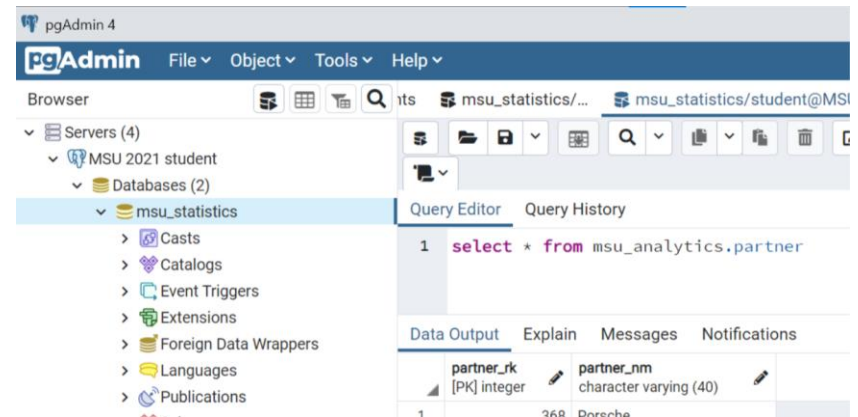 pgAdmin 4
pgAdmin File Object Tools Help
Browser
nts msu_statistics/... msu_statistics/student@MSU
Servers (4)
MSU 2021 student
Databases (2)
msu_statistics
Casts
Catalogs
Event Triggers
Extensions
Foreign Data Wrappers
Languages
Publications
Query Editor Query History
1 select * from msu_analytics.partner
Data Output Explain Messages Notifications
partner_rk partner_nm
[PK] integer character varying (40)
1 368 Porsche